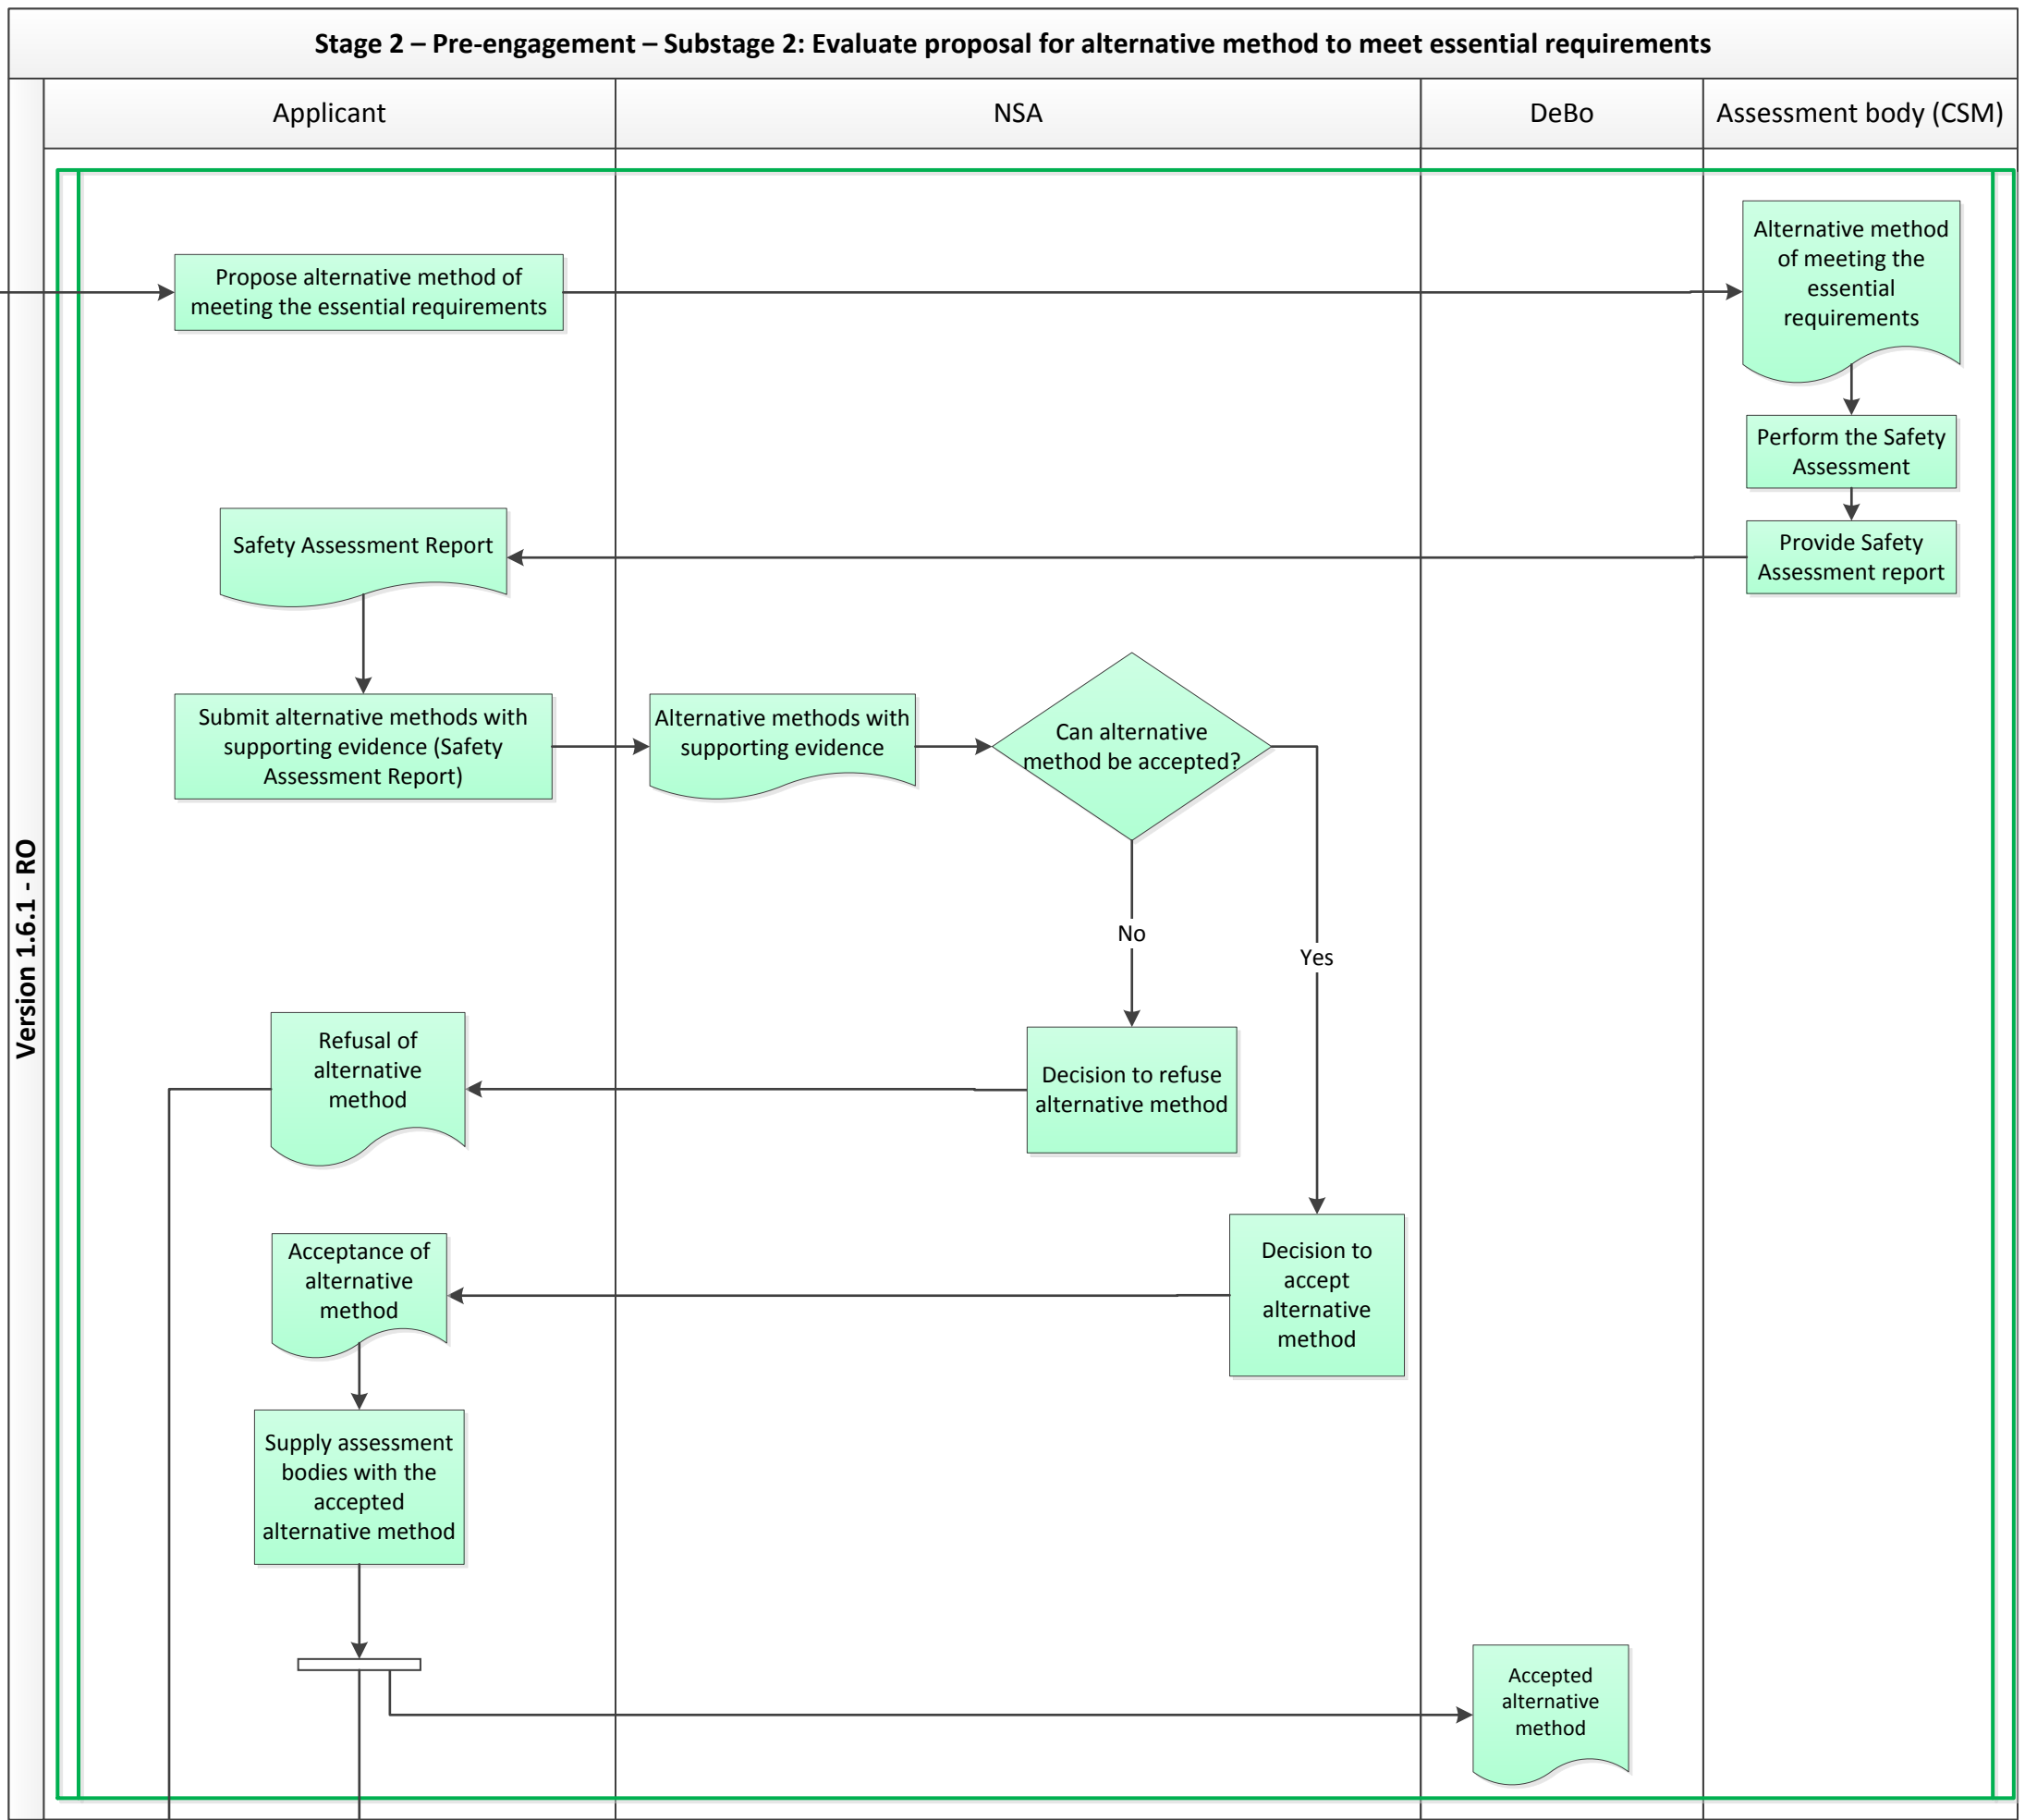 Stage 2 – Pre-engagement – Substage 2: Evaluate proposal for alternative method to meet essential requirements
Version 1.6.1 - RO
Applicant
NSA
DeBo
Assessment body (CSM)
Propose alternative method of
meeting the essential requirements
Alternative method
of meeting the
essential
requirements
Perform the Safety
Assessment
Provide Safety
Assessment report
Safety Assessment Report
Submit alternative methods with
supporting evidence (Safety
Assessment Report)
Alternative methods with
supporting evidence
Can alternative
method be accepted?
No
Yes
Decision to refuse
alternative method
Refusal of
alternative
method
Decision to
accept
alternative
method
Acceptance of
alternative
method
Supply assessment
bodies with the
accepted
alternative method
Accepted
alternative
method